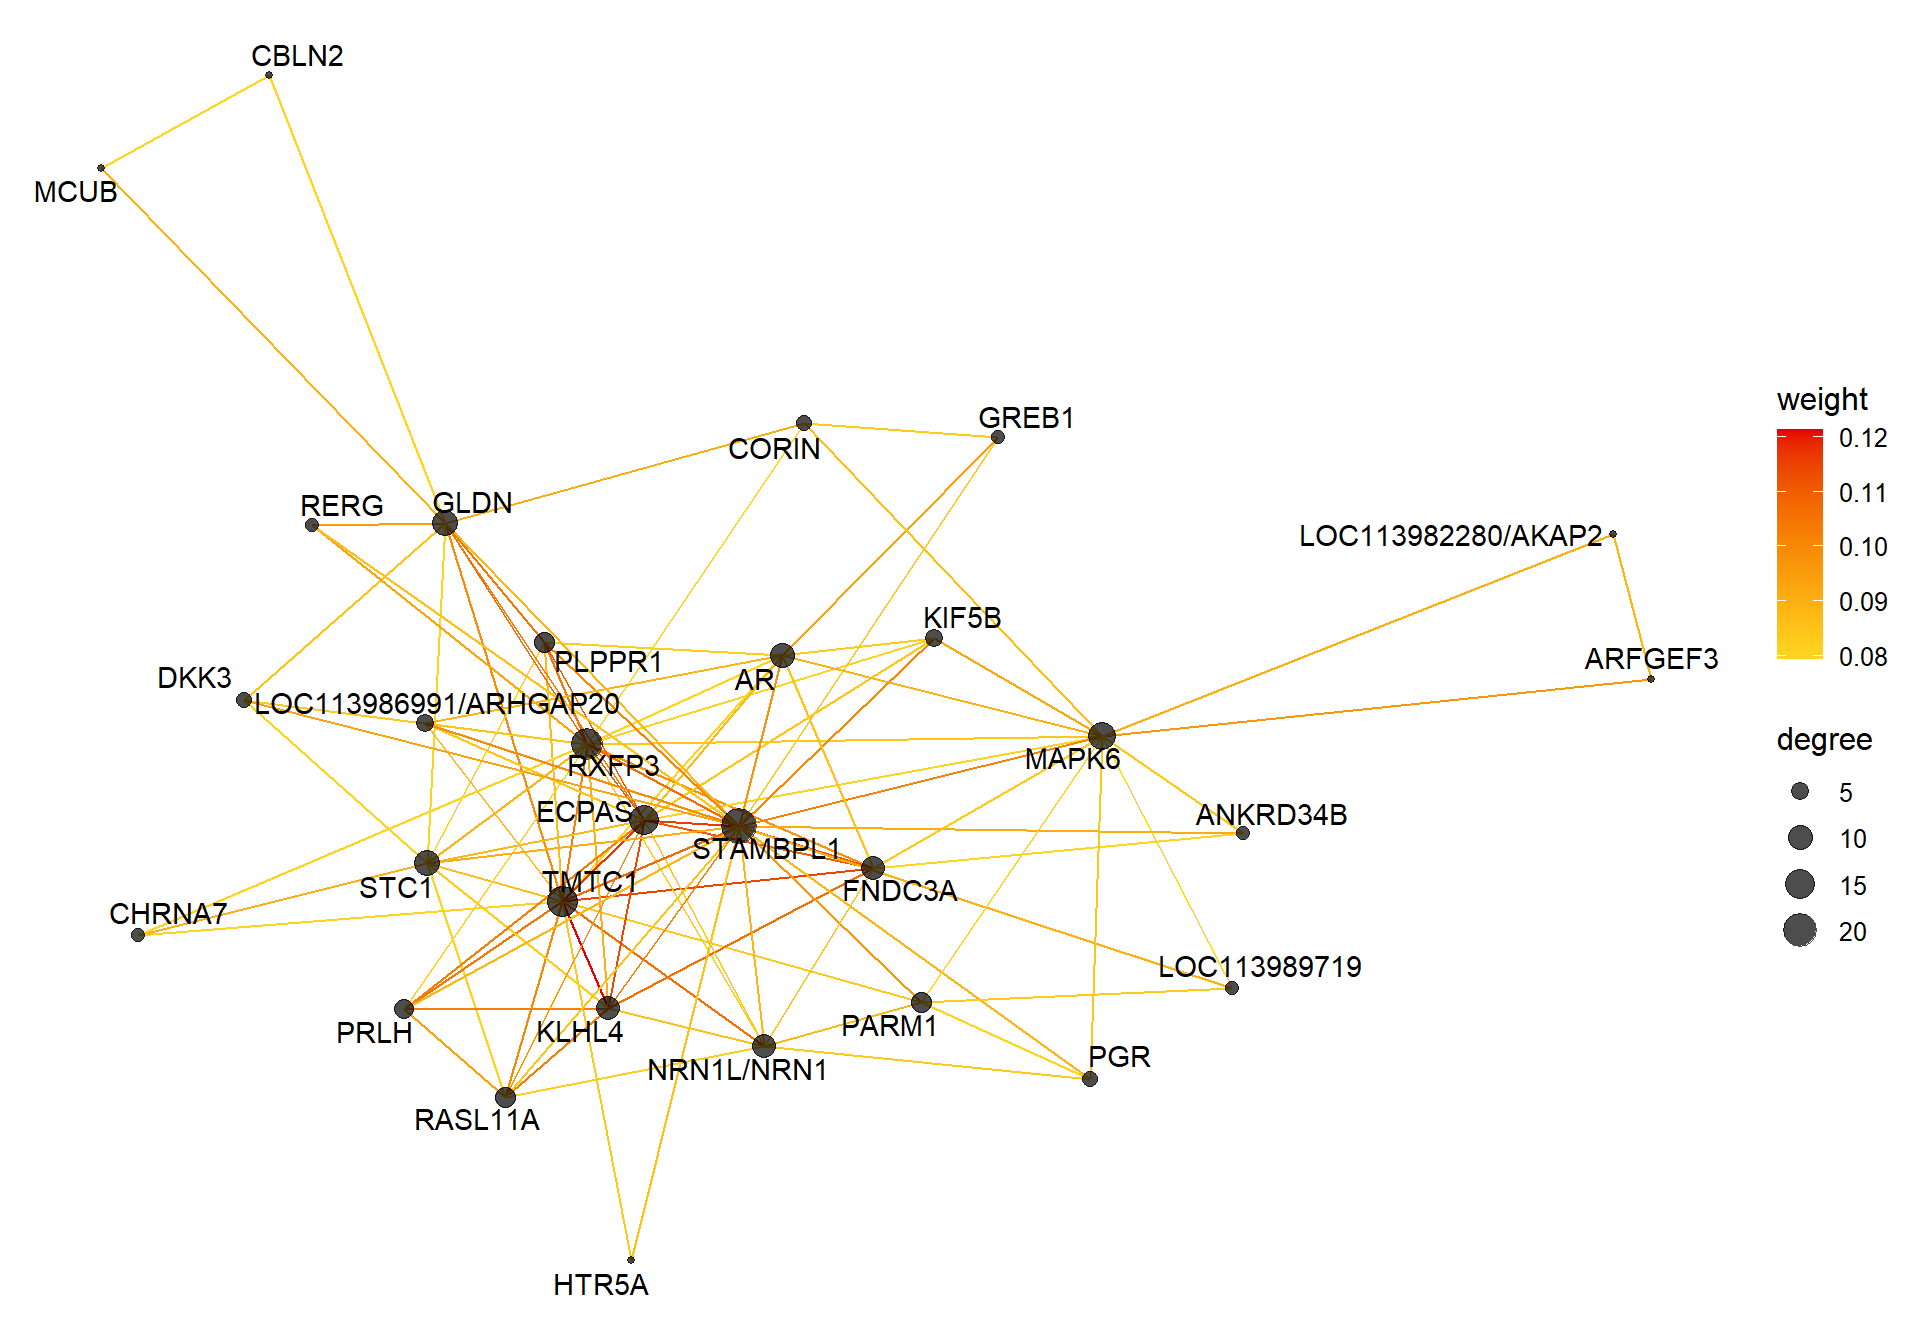 CBLN2
MCUB
GREB1
CORIN
RERG
GLDN
LOC113982280/AKAP2
KIF5B
PLPPR1
AR
ARFGEF3
DKK3
LOC113986991/ARHGAP20
RXFP3
MAPK6
ECPAS
ANKRD34B
STAMBPL1
STC1
TMTC1
FNDC3A
CHRNA7
LOC113989719
PRLH
KLHL4
PARM1
NRN1L/NRN1
PGR
RASL11A
HTR5A
weight
0.12
0.11
0.10
0.09
0.08
degree
5
10
15
20